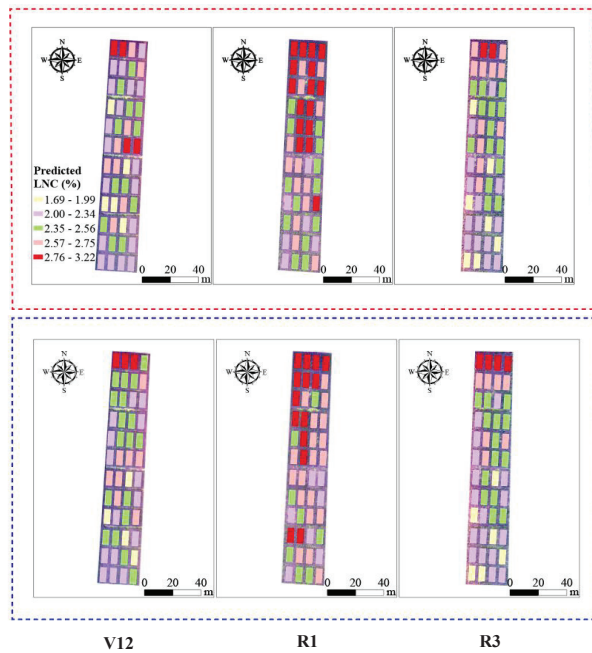 N
W E
S
N
W E
S
N
W E
S
Predicted
LNC (%)
1.69 - 1.99
2.00 - 2.34
2.35 - 2.56
2.57 - 2.75
2.76 - 3.22
0 20 40
m
0 20 40
m
0 20 40
m
N
W E
S
N
W E
S
N
W E
S
0 20 40
m
0 20 40
m
0 20 40
m
V12 R1 R3